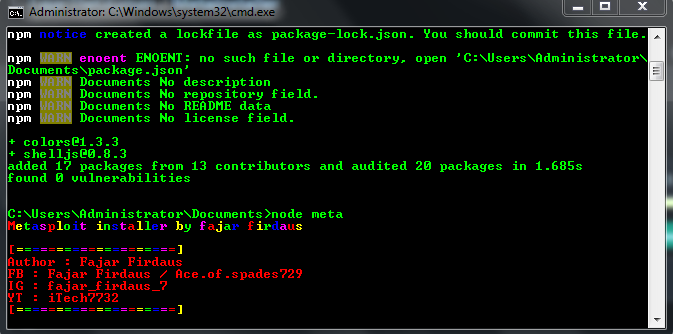 Administrator: C:\Windows\system32\cmd.exe
npm notice created a lockfile as package-lock.json. You should commit this file.
npm WARN enoent ENOENT: no such file or directory, open 'C:\Users\Administrator\
Documents\package.json'
npm WARN Documents No description
npm WARN Documents No repository field.
npm WARN Documents No README data
npm WARN Documents No license field.
+ colors@1.3.3
+ shelljs@0.8.3
added 17 packages from 13 contributors and audited 20 packages in 1.685s
found 0 vulnerabilities
C:\Users\Administrator\Documents>node meta
Metasploit installer by fajar firdaus
[====================]
Author : Fajar Firdaus
FB : Fajar Firdaus / Ace.of.spades729
IG : fajar_firdaus_7
YT : iTech7732
[====================]